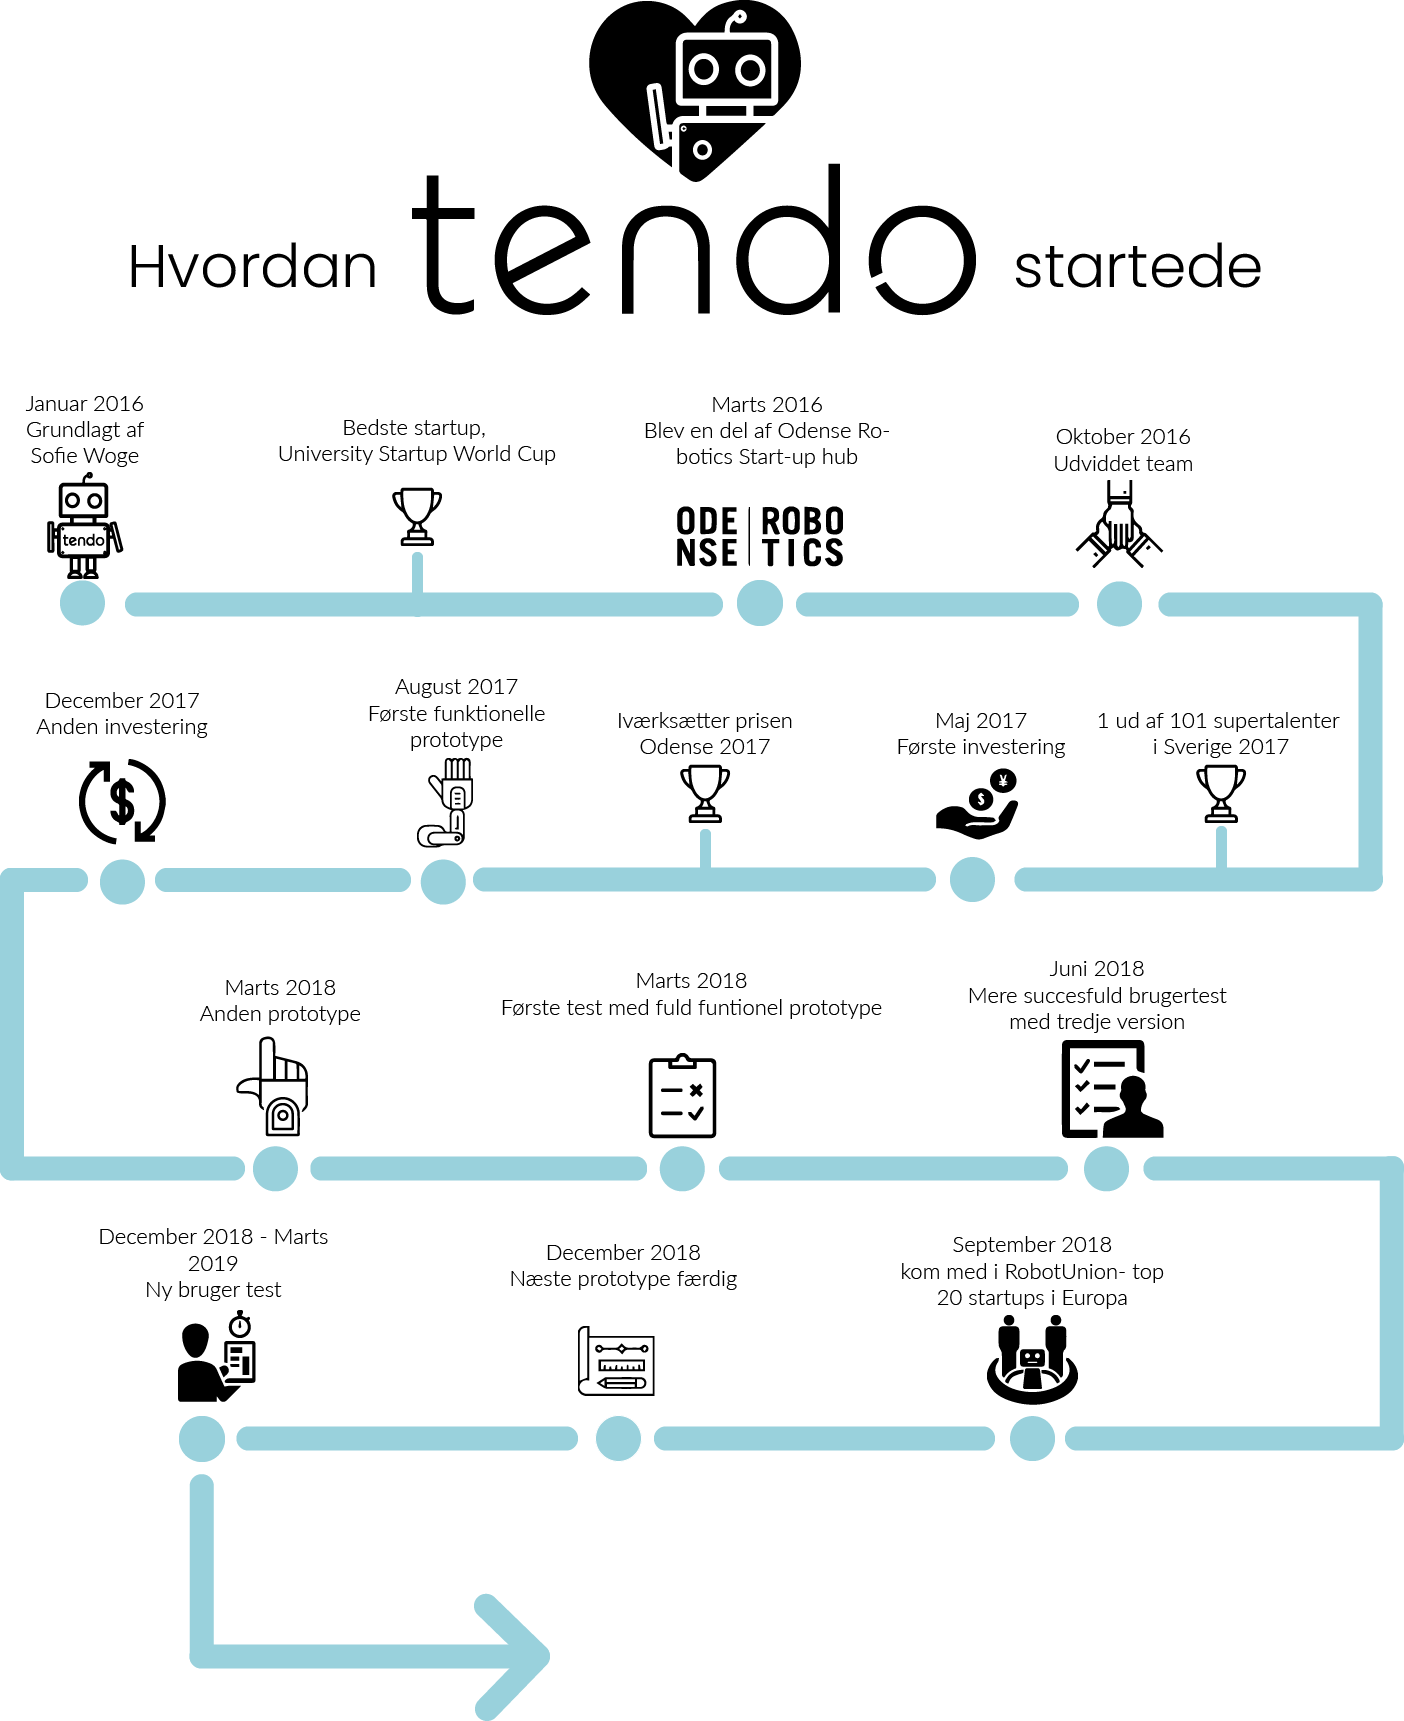 Hvordan tendo startede
Januar 2016
Grundlagt af
Sofie Woge
tendo
Bedste startup,
University Startup World Cup
Marts 2016
Blev en del af Odense Ro-
botics Start-up hub
ODE ROBO
NSE TICS
Oktober 2016
Udviddet team
1 ud af 101 supertalenter
i Sverige 2017
Maj 2017
Første investering
$ ¥
Iværksætter prisen
Odense 2017
August 2017
Første funktionelle
prototype
December 2017
Anden investering
$
Marts 2018
Anden prototype
Marts 2018
Første test med fuld funtionel prototype
Juni 2018
Mere succesfuld brugertest
med tredje version
September 2018
kom med i RobotUnion- top
20 startups i Europa
December 2018
Næste prototype færdig
December 2018 - Marts
2019
Ny bruger test